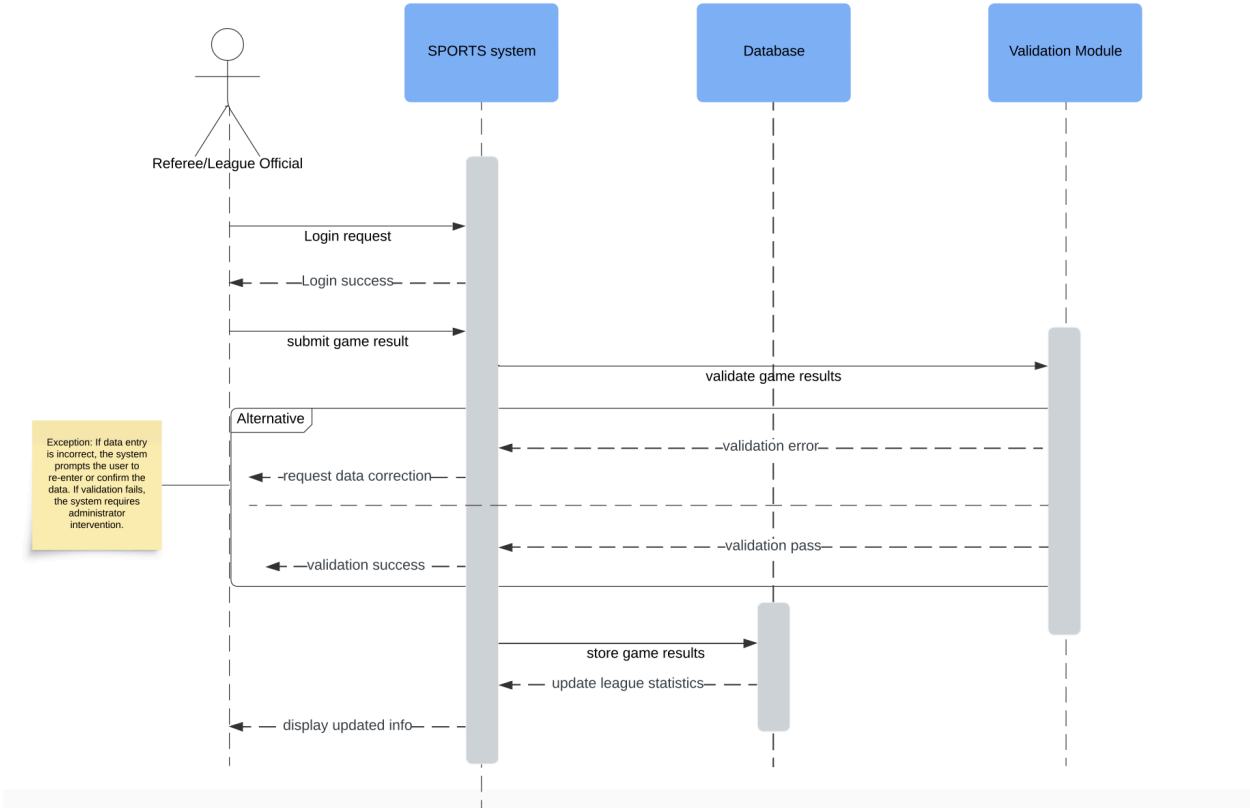 SPORTS system
Database
Validation Module
Referee/League Official
Login request
Login success
submit game result
validate game results
Alternative
Exception: If data entry
is incorrect, the system
prompts the user to
re-enter or confirm the
data. If validation fails,
the system requires
administrator
intervention.
validation error
request data correction
validation pass
validation success
store game results
update league statistics
display updated info